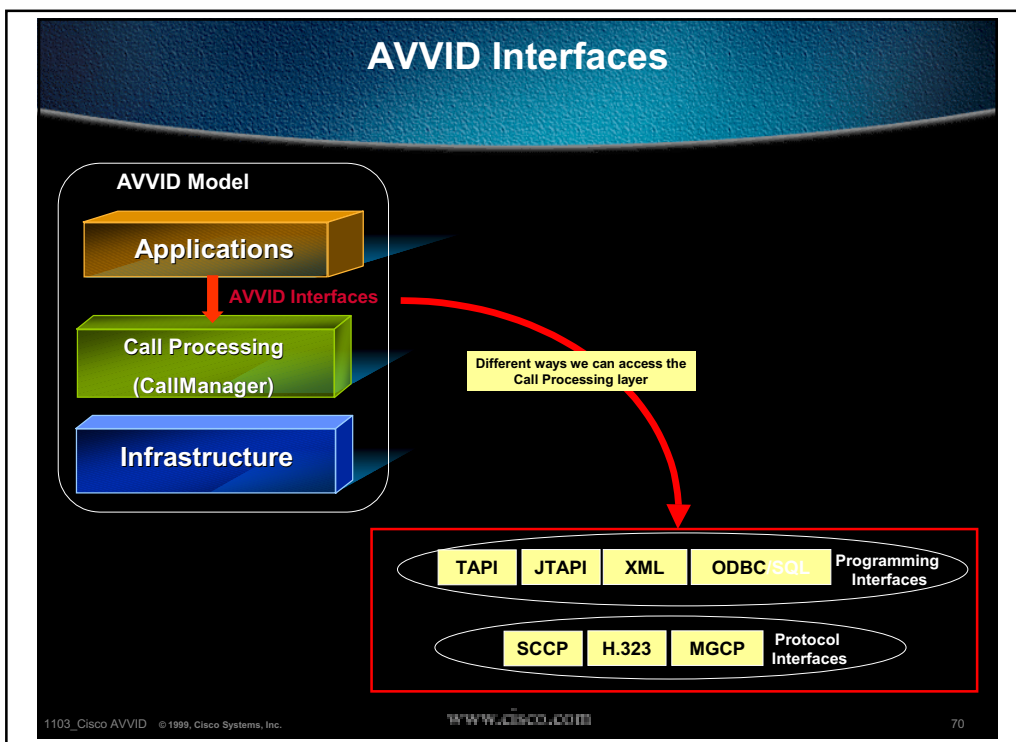 AVVID Interfaces
AVVID Model
Applications
AVVID Interfaces
Call Processing
(CallManager)
Infrastructure
Different ways we can access the
Call Processing layer
TAPI
JTAPI
XML
ODBC/SQL
Programming
Interfaces
SCCP
H.323
MGCP
Protocol
Interfaces
1103_Cisco AVVID © 1999, Cisco Systems, Inc.
www.cisco.com
70